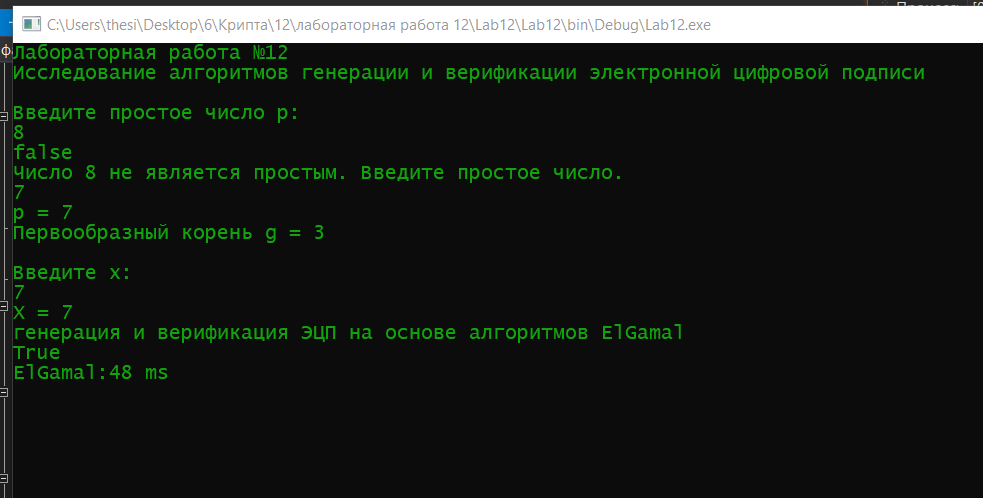 C:\Users\thesi\Desktop\6\Крипта\12\лабораторная работа 12\Lab12\Lab12\bin\Debug\Lab12.exe
Лабораторная работа №12
Исследование алгоритмов генерации и верификации электронной цифровой подписи
Введите простое число p:
8
false
Число 8 не является простым. Введите простое число.
7
p = 7
Первообразный корень g = 3
Введите x:
7
X = 7
генерация и верификация ЭЦП на основе алгоритмов ElGamal
True
ElGamal:48 ms